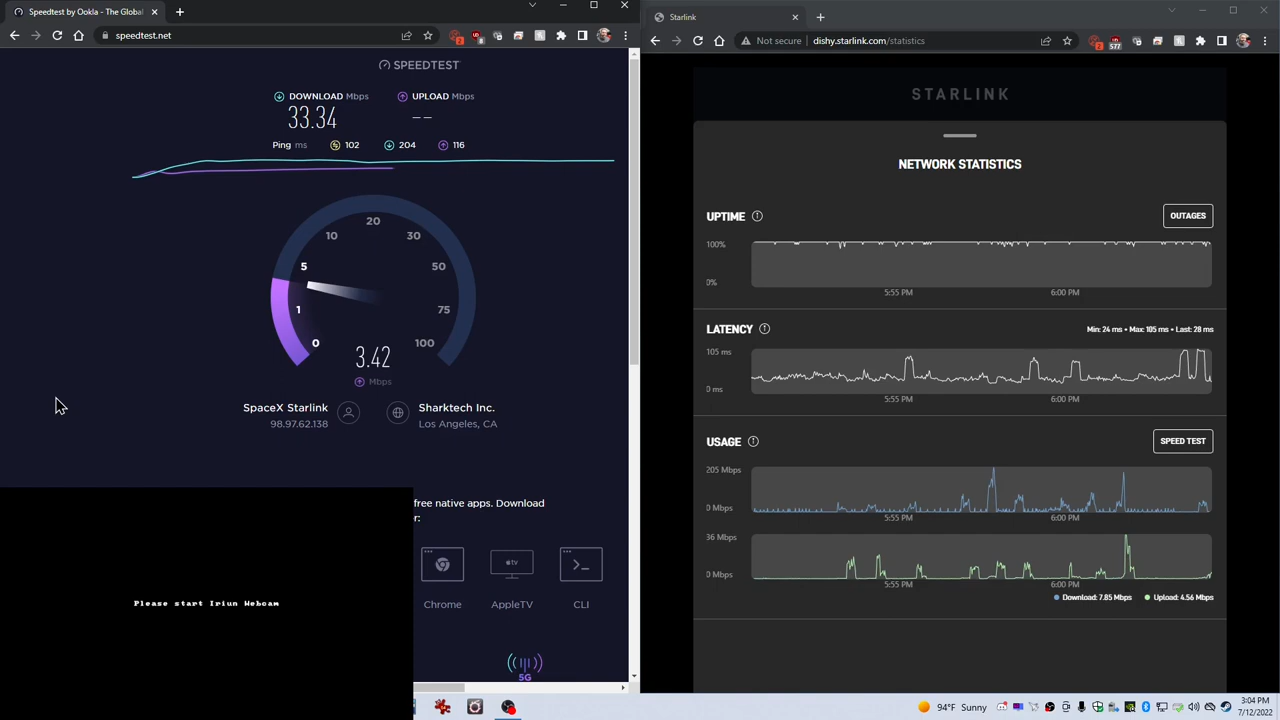 Speedtest by Ookla - The Global
speedtest.net
SPEEDTEST
DOWNLOAD Mbps
UPLOAD Mbps
33.34
--
Ping ms
102
204
116
0
1
5
10
20
30
50
75
100
3.42
Mbps
SpaceX Starlink
98.97.62.138
Sharktech Inc.
Los Angeles, CA
free native apps. Download
r:
Chrome
AppleTV
CLI
5G
Please start Iriun Webcam
Starlink
Not secure
dishy.starlink.com/statistics
577
STARLINK
NETWORK STATISTICS
UPTIME
OUTAGES
100%
0%
5:55 PM
6:00 PM
LATENCY
Min: 24 ms • Max: 105 ms • Last: 28 ms
105 ms
0 ms
5:55 PM
6:00 PM
USAGE
SPEED TEST
205 Mbps
0 Mbps
5:55 PM
6:00 PM
36 Mbps
0 Mbps
5:55 PM
6:00 PM
Download: 7.85 Mbps
Upload: 4.56 Mbps
94°F Sunny
3:04 PM
7/12/2022